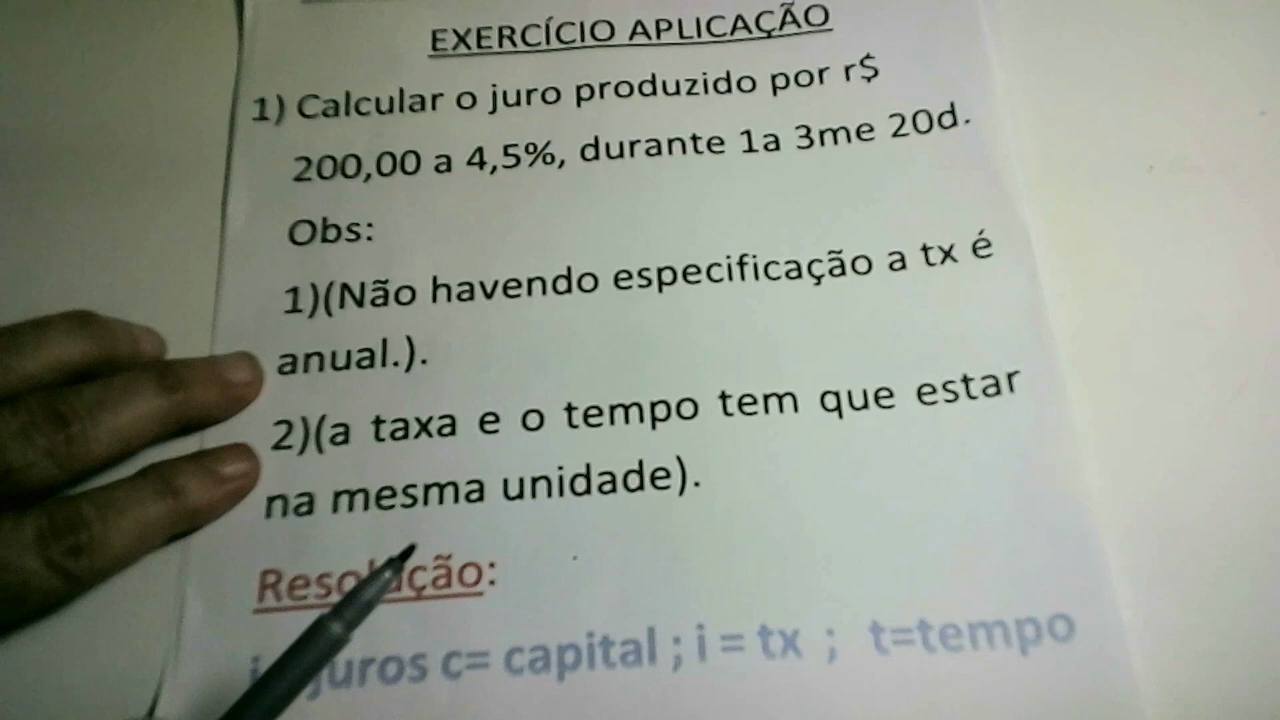 EXERCÍCIO APLICAÇÃO
1) Calcular o juro produzido por r$
200,00 a 4,5%, durante 1a 3me 20d.
Obs:
1)(Não havendo especificação a tx é
anual.).
2)(a taxa e o tempo tem que estar
na mesma unidade).
Resolução:
juros c= capital ; i = tx ; t=tempo